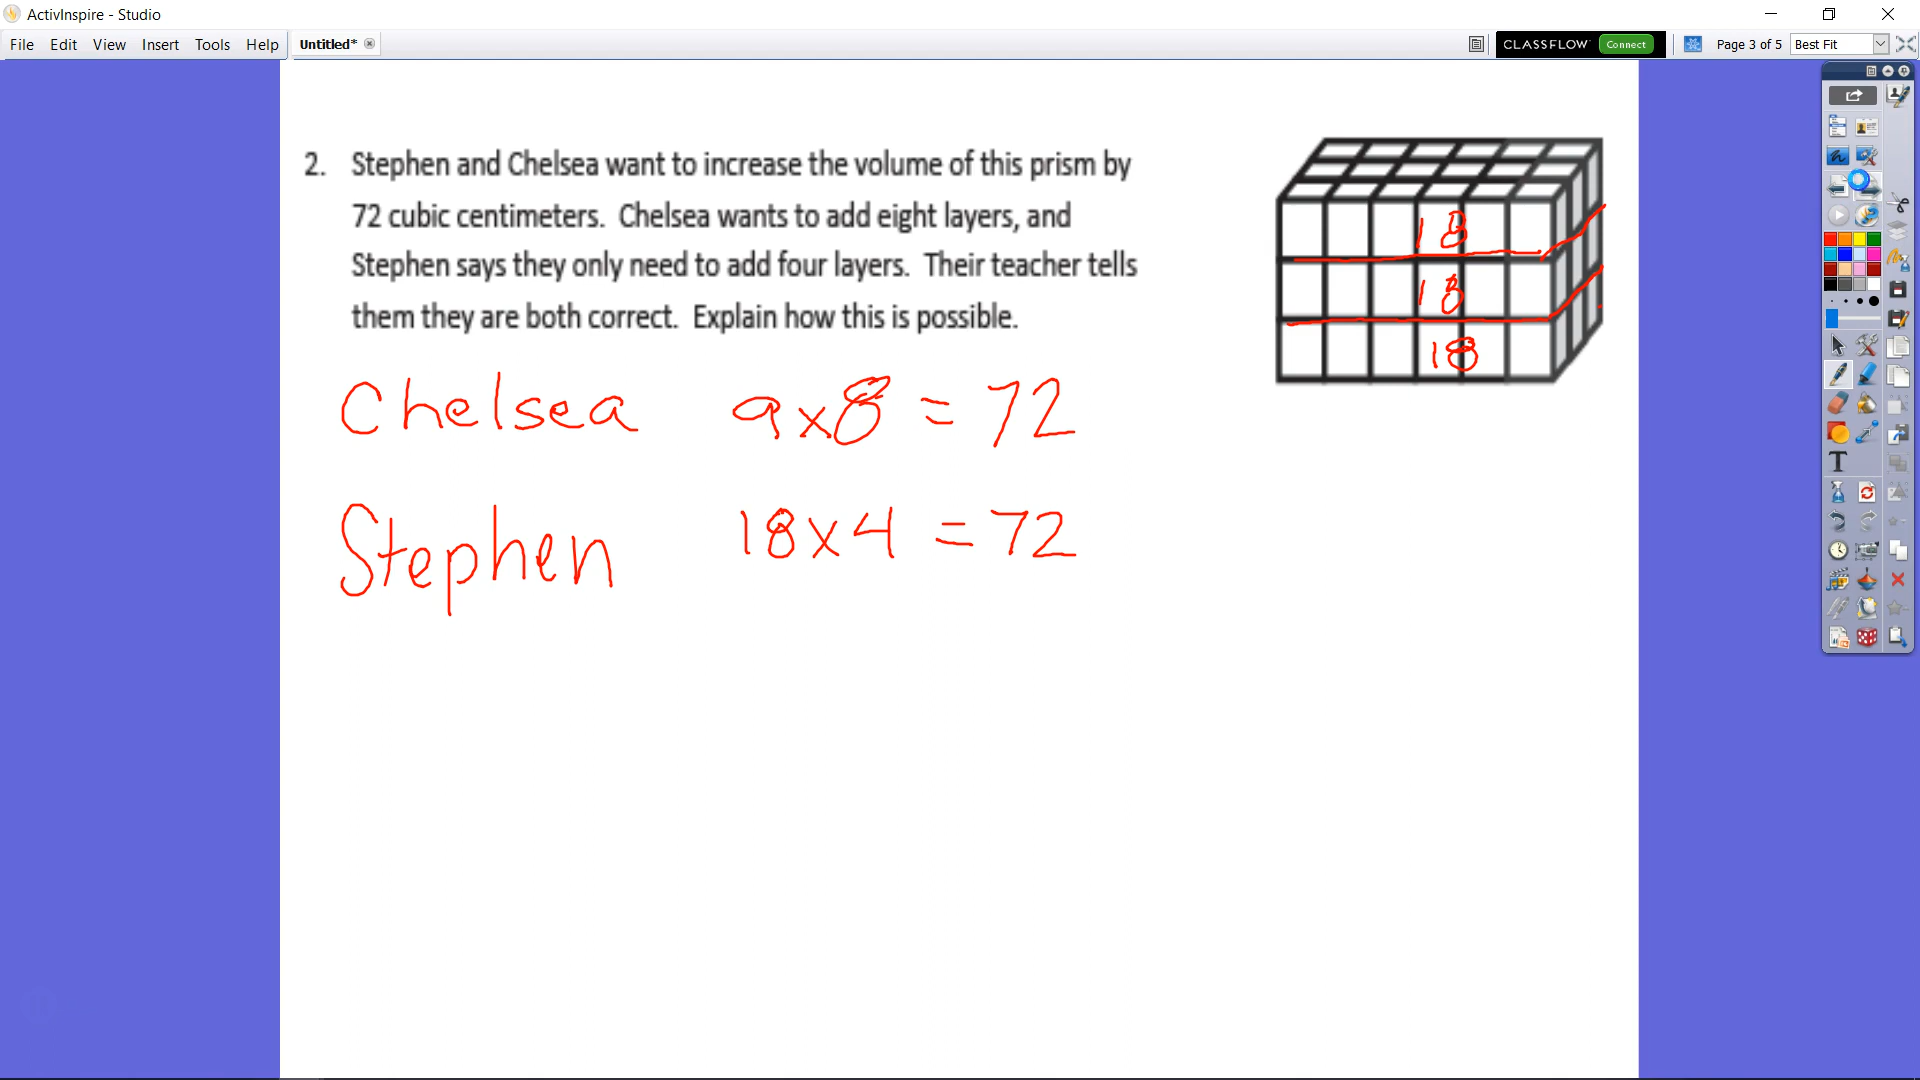 ActivInspire - Studio
File Edit View Insert Tools Help Untitled* CLASSFLOW Connect Page 3 of 5 Best Fit
2. Stephen and Chelsea want to increase the volume of this prism by
72 cubic centimeters. Chelsea wants to add eight layers, and
Stephen says they only need to add four layers. Their teacher tells
them they are both correct. Explain how this is possible.
18
18
18
Chelsea 9x8 = 72
Stephen 18x4 = 72
T